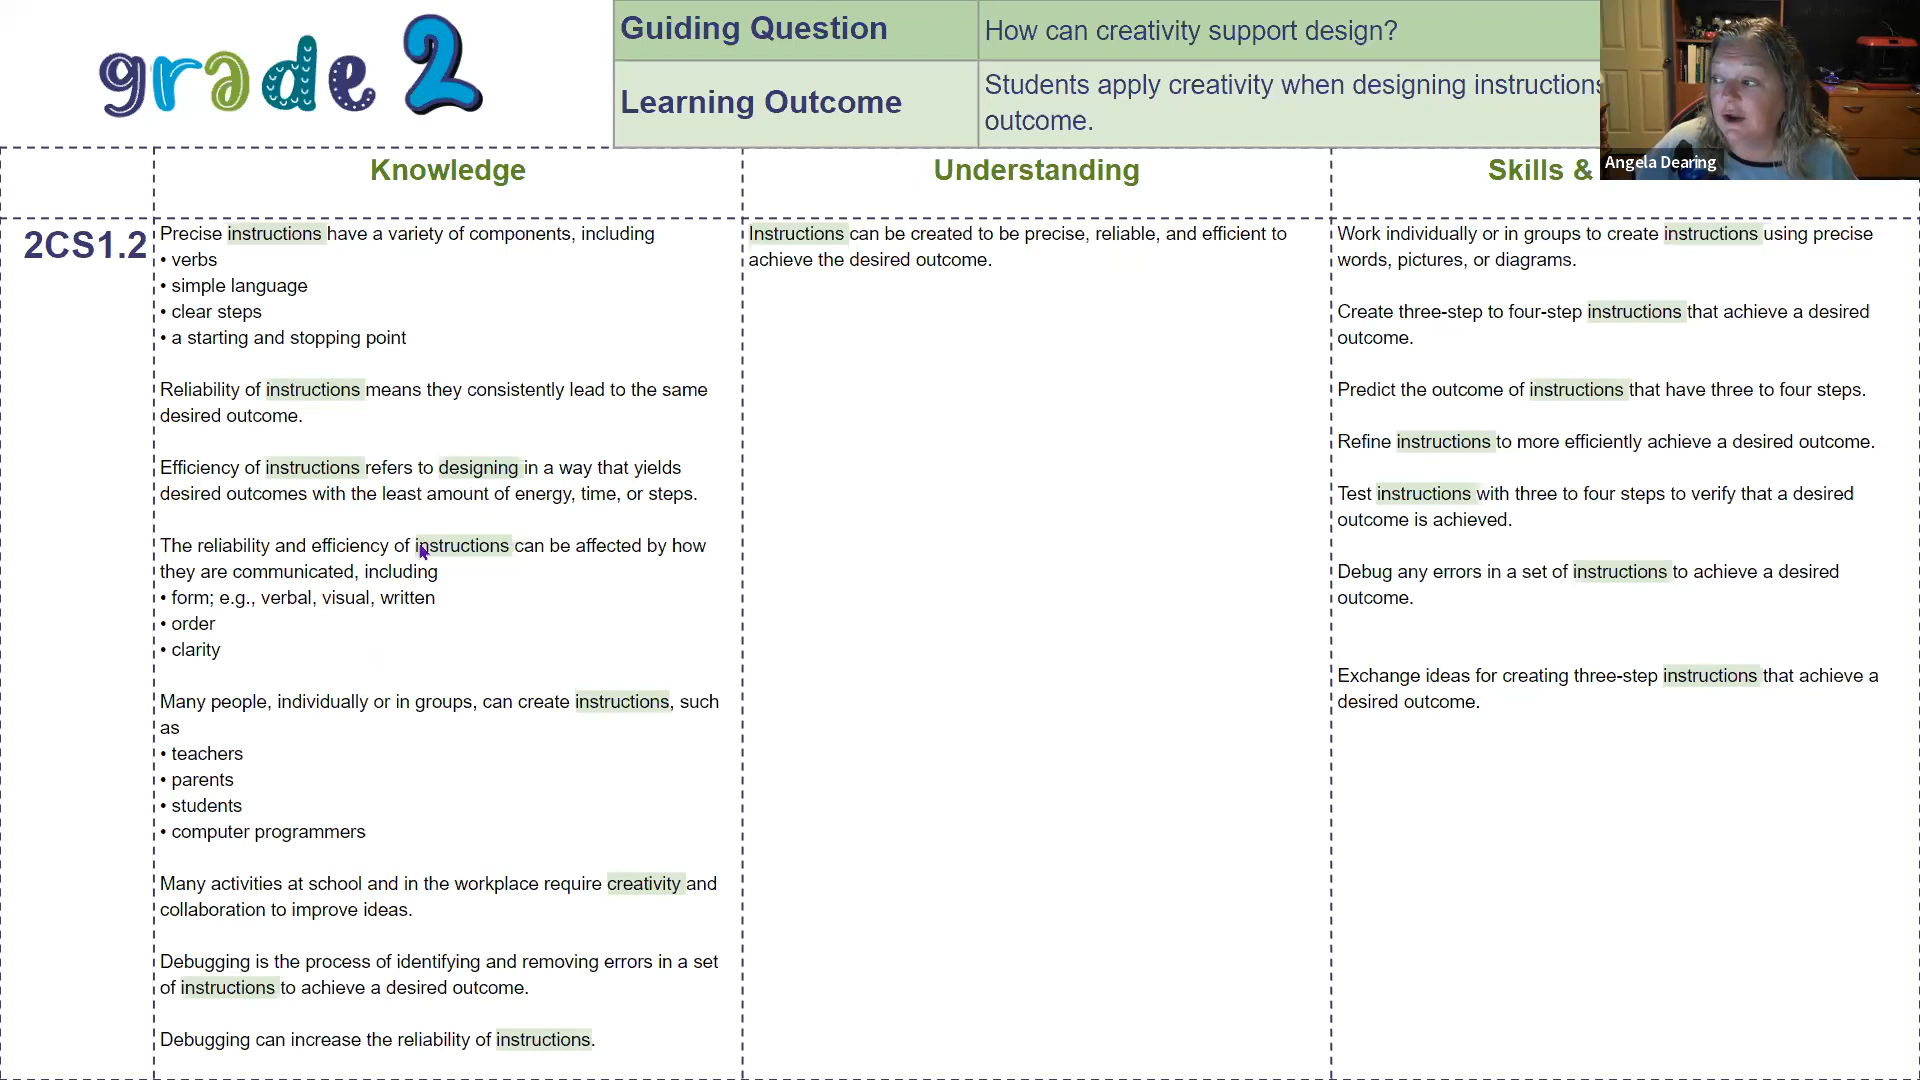 grade 2
Guiding Question
How can creativity support design?
Learning Outcome
Students apply creativity when designing instructions
outcome.
Angela Dearing
Knowledge
Understanding
Skills &
2CS1.2
Precise instructions have a variety of components, including
• verbs
• simple language
• clear steps
• a starting and stopping point
Reliability of instructions means they consistently lead to the same
desired outcome.
Efficiency of instructions refers to designing in a way that yields
desired outcomes with the least amount of energy, time, or steps.
The reliability and efficiency of instructions can be affected by how
they are communicated, including
• form; e.g., verbal, visual, written
• order
• clarity
Many people, individually or in groups, can create instructions, such
as
• teachers
• parents
• students
• computer programmers
Many activities at school and in the workplace require creativity and
collaboration to improve ideas.
Debugging is the process of identifying and removing errors in a set
of instructions to achieve a desired outcome.
Debugging can increase the reliability of instructions.
Instructions can be created to be precise, reliable, and efficient to
achieve the desired outcome.
Work individually or in groups to create instructions using precise
words, pictures, or diagrams.
Create three-step to four-step instructions that achieve a desired
outcome.
Predict the outcome of instructions that have three to four steps.
Refine instructions to more efficiently achieve a desired outcome.
Test instructions with three to four steps to verify that a desired
outcome is achieved.
Debug any errors in a set of instructions to achieve a desired
outcome.
Exchange ideas for creating three-step instructions that achieve a
desired outcome.